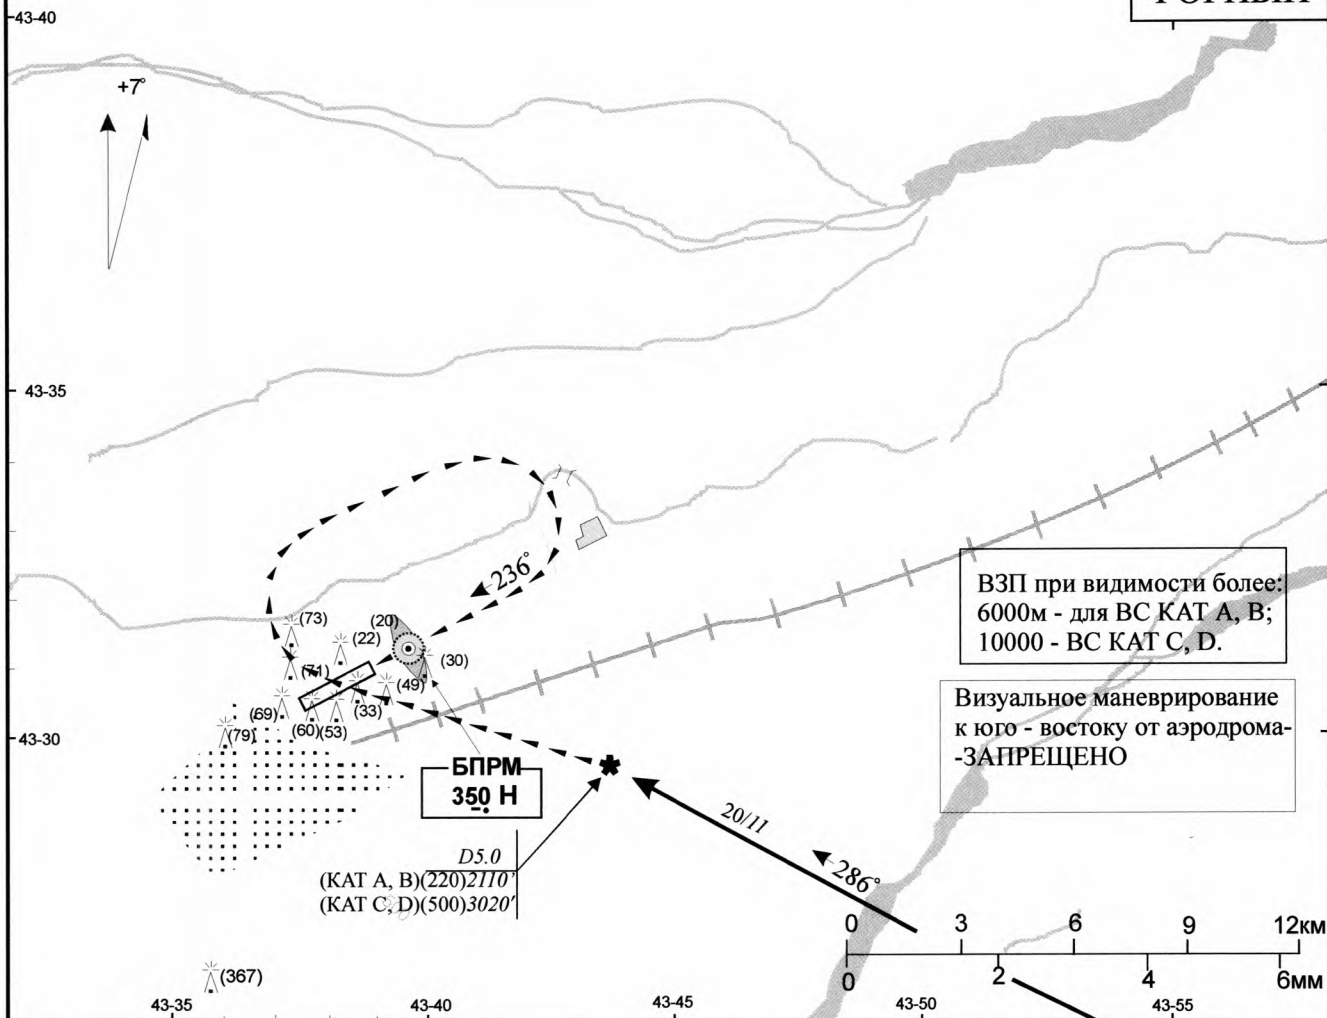 43-40
+7°
43-35
236°
(73)
(20)
(22)
(30)
(71)
(49)
(33)
(69)
(60)
(53)
(79)
43-30
ВЗП при видимости более:
6000м - для ВС КАТ А, В;
10000 - ВС КАТ С, D.
Визуальное маневрирование
к юго - востоку от аэродрома-
-ЗАПРЕЩЕНО
БПРМ
350 Н
20/11
286°
D5.0
(КАТ А, В)(220)2110'
(КАТ С, D)(500)3020'
0 3 6 9 12км
0 2 4 6мм
(367)
43-35 43-40 43-45 43-50 43-55